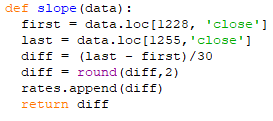 def slope(data):
  first = data.loc[1228, 'close']
  last = data.loc[1255,'close']
  diff = (last - first)/30
  diff = round(diff,2)
  rates.append(diff)
  return diff